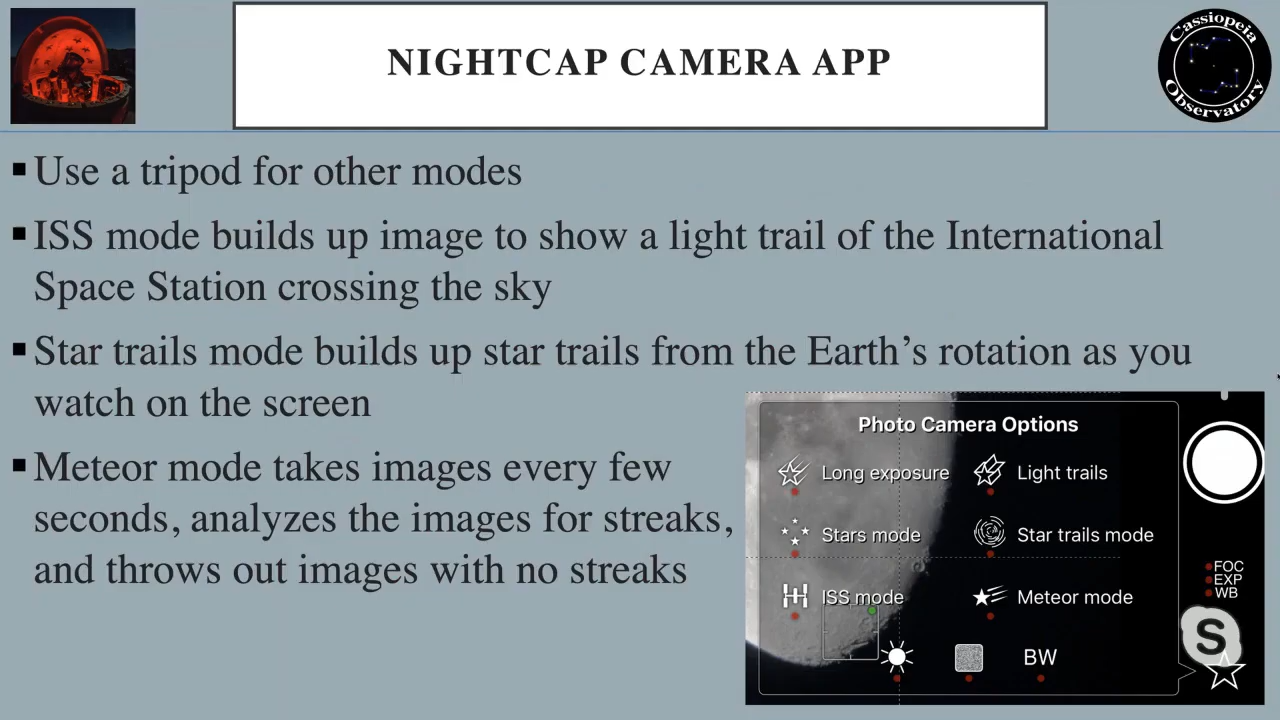 NIGHTCAP CAMERA APP
Cassiopeia
Observatory
▪Use a tripod for other modes
▪ISS mode builds up image to show a light trail of the International
Space Station crossing the sky
▪Star trails mode builds up star trails from the Earth’s rotation as you
watch on the screen
▪Meteor mode takes images every few
seconds, analyzes the images for streaks,
and throws out images with no streaks
Photo Camera Options
Long exposure
Light trails
Stars mode
Star trails mode
ISS mode
Meteor mode
BW
FOC
EXP
WB
S